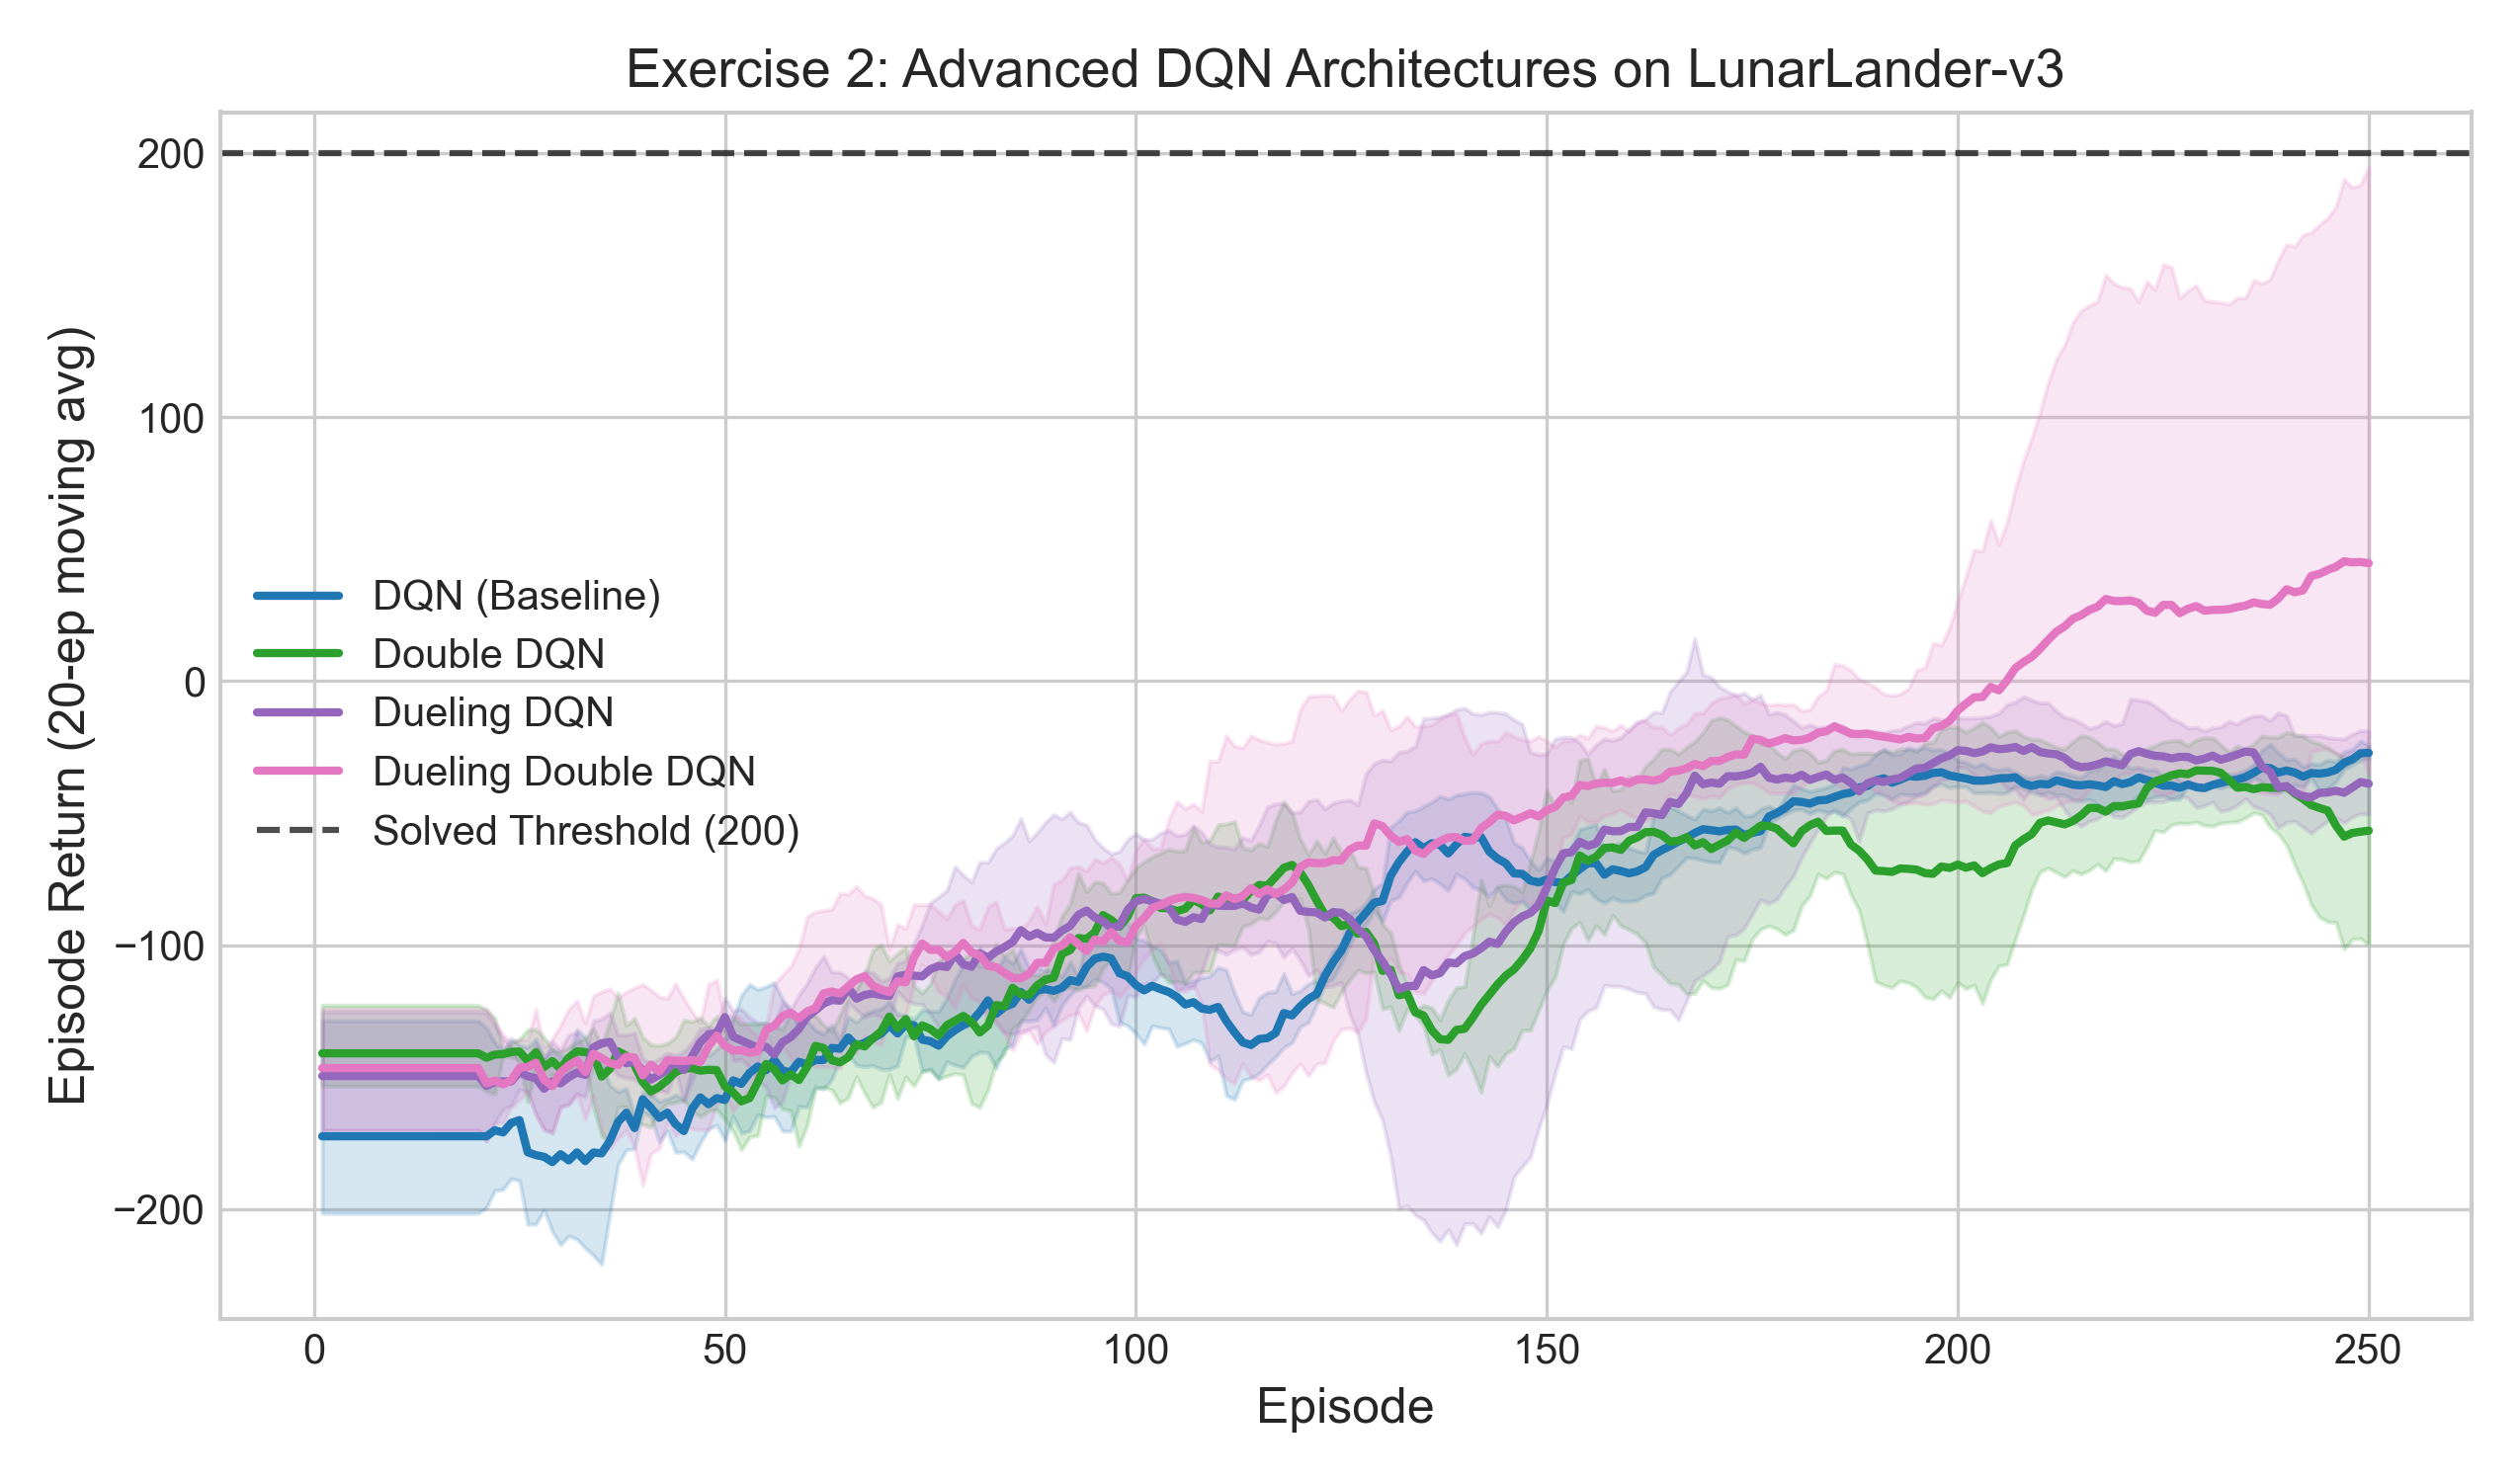 Exercise 2: Advanced DQN Architectures on LunarLander-v3
Episode Return (20-ep moving avg)
200
100
0
−100
−200
DQN (Baseline)
Double DQN
Dueling DQN
Dueling Double DQN
Solved Threshold (200)
0 50 100 150 200 250
Episode